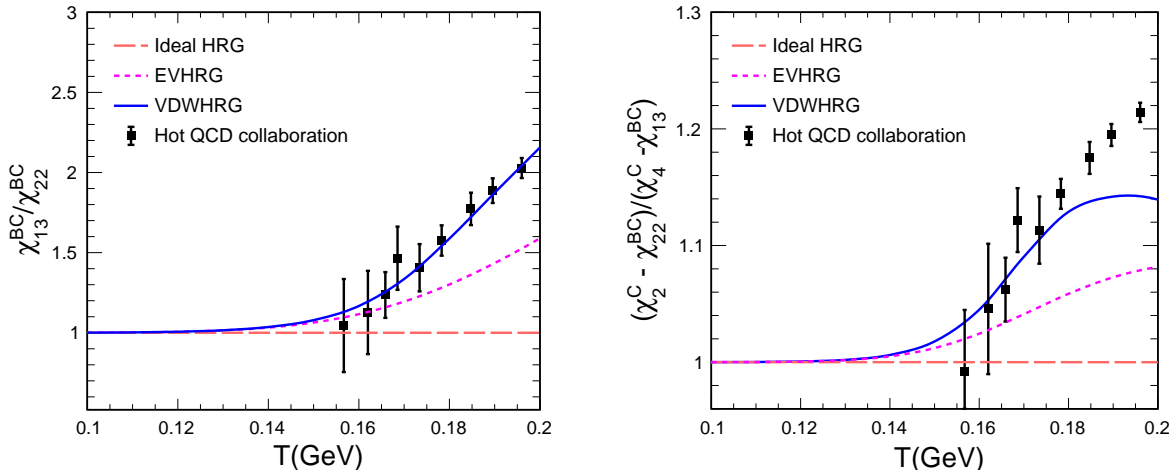 3
2.5
2
1.5
1
χ₁₃ᴮᶜ/χ₂₂ᴮᶜ
Ideal HRG
EVHRG
VDWHRG
Hot QCD collaboration
0.1 0.12 0.14 0.16 0.18 0.2
T(GeV)
1.3
1.2
1.1
1
(χ₂ᶜ - χ₂₂ᴮᶜ)/(χ₄ᶜ -χ₁₃ᴮᶜ)
Ideal HRG
EVHRG
VDWHRG
Hot QCD collaboration
0.1 0.12 0.14 0.16 0.18 0.2
T(GeV)